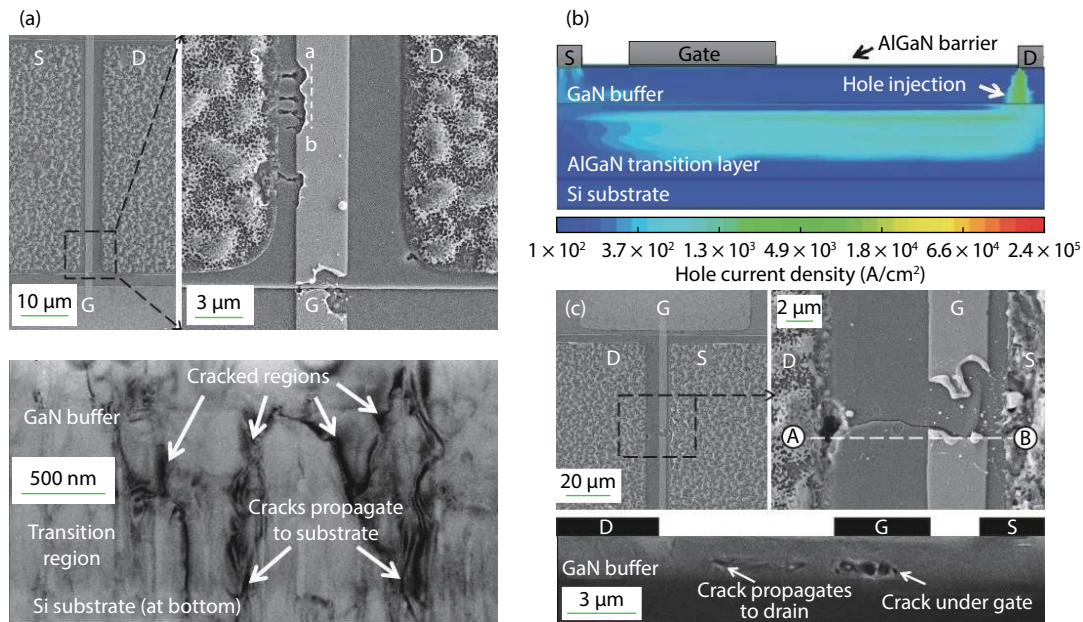 (a)
S
D
G
10 μm
S
a
b
D
G
3 μm
Cracked regions
GaN buffer
500 nm
Cracks propagate
to substrate
Transition
region
Si substrate (at bottom)
(b)
AlGaN barrier
S
Gate
D
GaN buffer
Hole injection
AlGaN transition layer
Si substrate
1 × 10² 3.7 × 10² 1.3 × 10³ 4.9 × 10³ 1.8 × 10⁴ 6.6 × 10⁴ 2.4 × 10⁵
Hole current density (A/cm²)
(c)
G
D
S
20 μm
2 μm
G
D
S
A
B
D
G
S
GaN buffer
Crack propagates
to drain
Crack under gate
3 μm